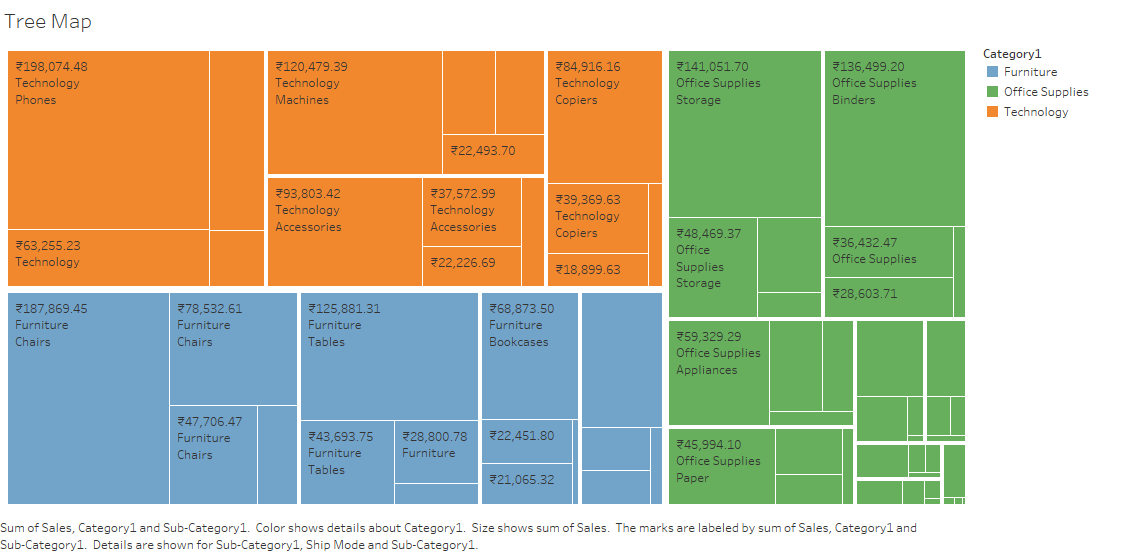 Tree Map
₹198,074.48
Technology
Phones
₹63,255.23
Technology
₹120,479.39
Technology
Machines
₹22,493.70
₹93,803.42
Technology
Accessories
₹37,572.99
Technology
Accessories
₹22,226.69
₹84,916.16
Technology
Copiers
₹39,369.63
Technology
Copiers
₹18,899.63
₹187,869.45
Furniture
Chairs
₹78,532.61
Furniture
Chairs
₹47,706.47
Furniture
Chairs
₹125,881.31
Furniture
Tables
₹43,693.75
Furniture
Tables
₹28,800.78
Furniture
₹68,873.50
Furniture
Bookcases
₹22,451.80
₹21,065.32
₹141,051.70
Office Supplies
Storage
₹48,469.37
Office
Supplies
Storage
₹136,499.20
Office Supplies
Binders
₹36,432.47
Office Supplies
₹28,603.71
₹59,329.29
Office Supplies
Appliances
₹45,994.10
Office Supplies
Paper
Category1
Furniture
Office Supplies
Technology
Sum of Sales, Category1 and Sub-Category1. Color shows details about Category1. Size shows sum of Sales. The marks are labeled by sum of Sales, Category1 and
Sub-Category1. Details are shown for Sub-Category1, Ship Mode and Sub-Category1.